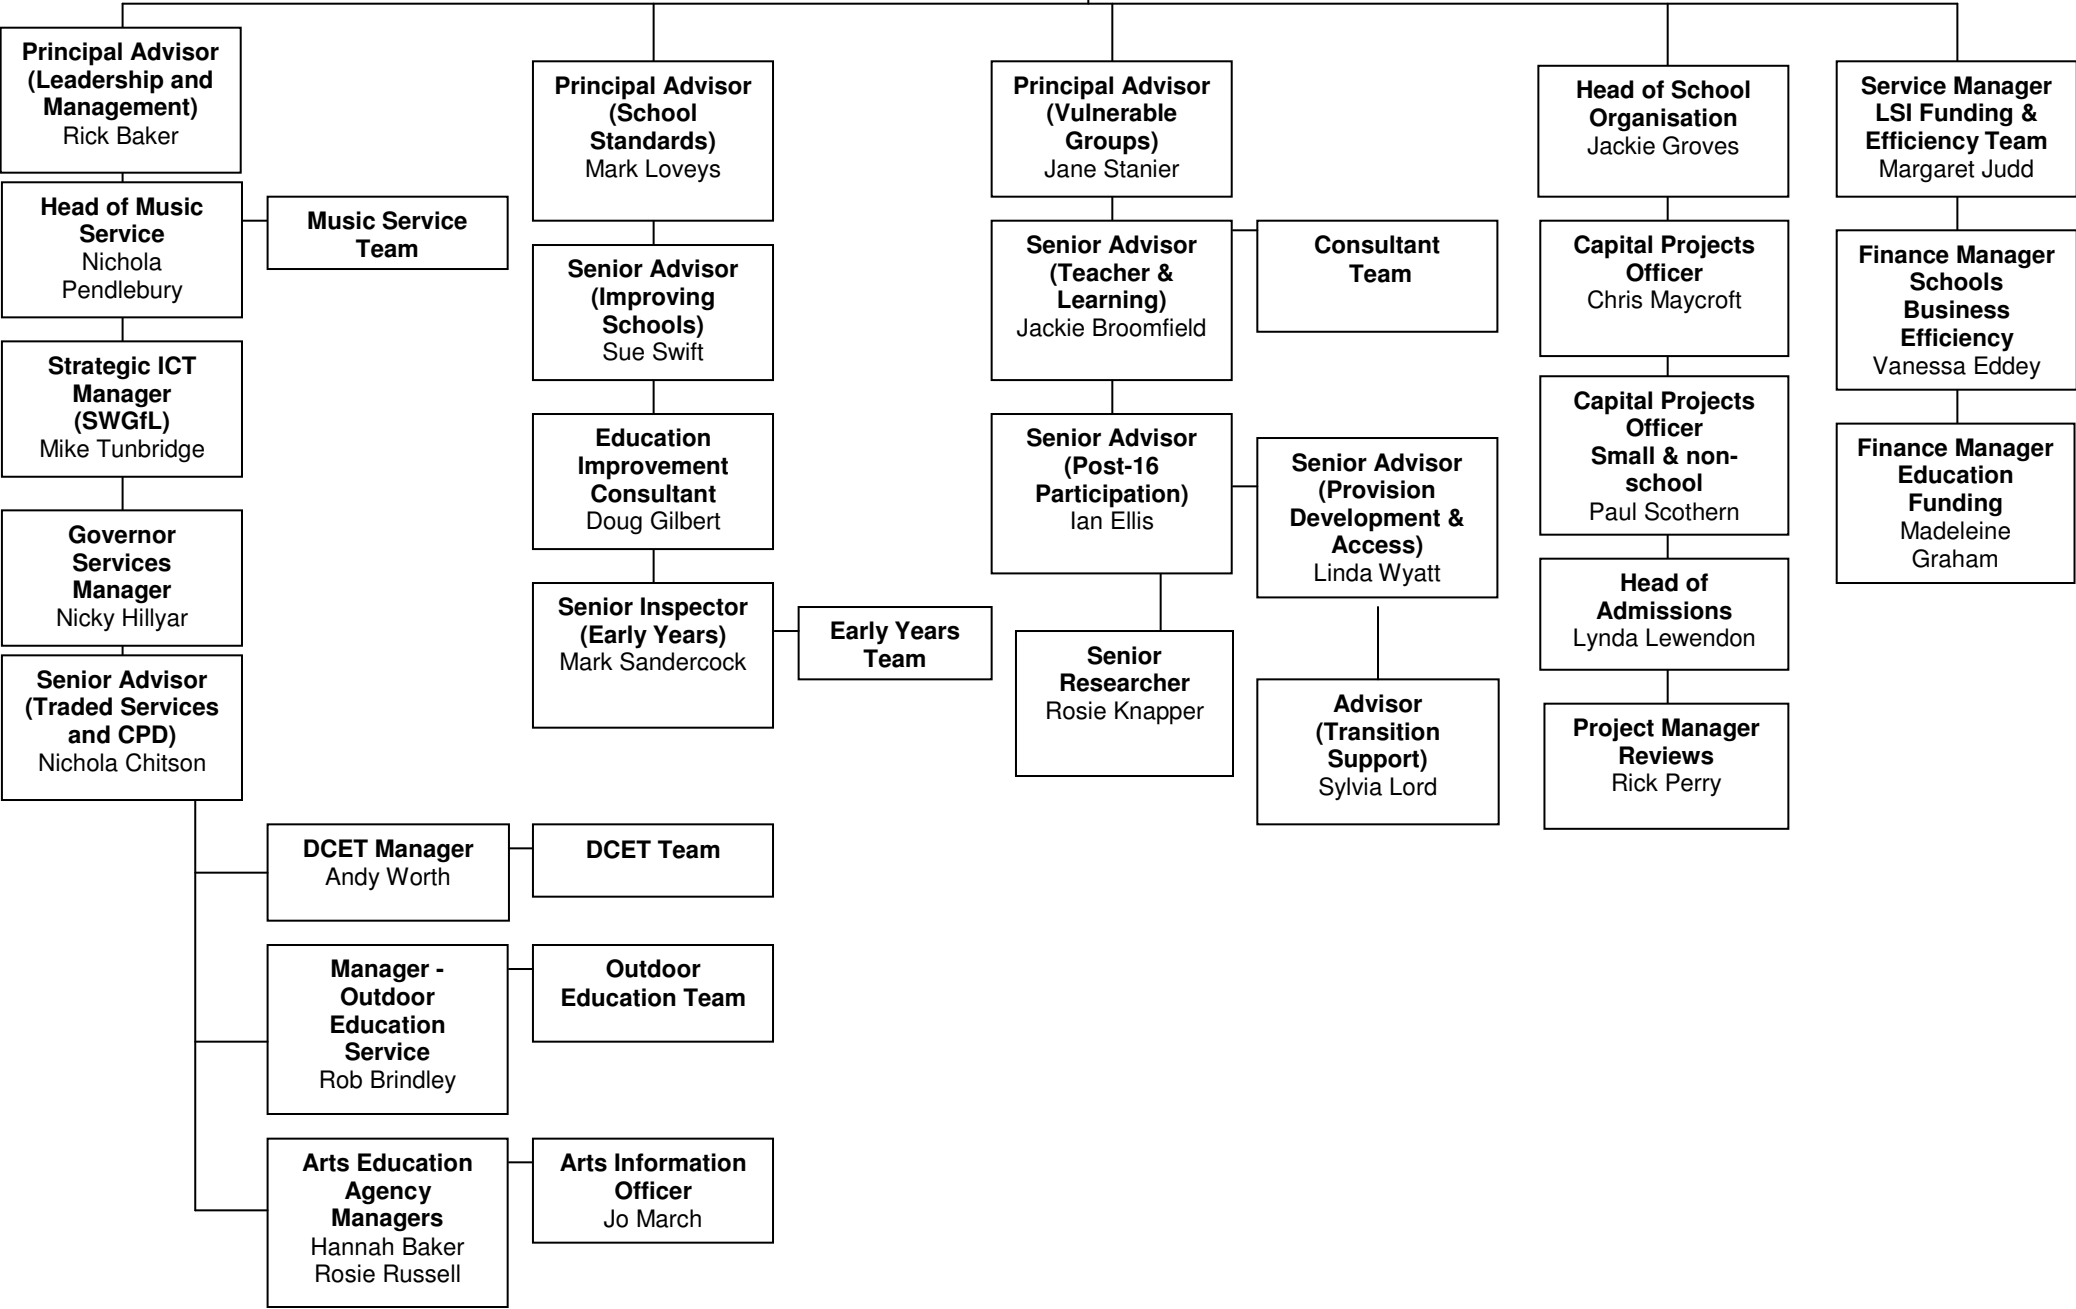 Principal Advisor
(Leadership and
Management)
Rick Baker
Head of Music
Service
Nichola
Pendlebury
Music Service
Team
Strategic ICT
Manager
(SWGfL)
Mike Tunbridge
Governor
Services
Manager
Nicky Hillyar
Senior Advisor
(Traded Services
and CPD)
Nichola Chitson
DCET Manager
Andy Worth
DCET Team
Manager -
Outdoor
Education
Service
Rob Brindley
Outdoor
Education Team
Arts Education
Agency
Managers
Hannah Baker
Rosie Russell
Arts Information
Officer
Jo March
Principal Advisor
(School
Standards)
Mark Loveys
Senior Advisor
(Improving
Schools)
Sue Swift
Education
Improvement
Consultant
Doug Gilbert
Senior Inspector
(Early Years)
Mark Sandercock
Early Years
Team
Principal Advisor
(Vulnerable
Groups)
Jane Stanier
Senior Advisor
(Teacher &
Learning)
Jackie Broomfield
Consultant
Team
Senior Advisor
(Post-16
Participation)
Ian Ellis
Senior Advisor
(Provision
Development &
Access)
Linda Wyatt
Senior
Researcher
Rosie Knapper
Advisor
(Transition
Support)
Sylvia Lord
Head of School
Organisation
Jackie Groves
Capital Projects
Officer
Chris Maycroft
Capital Projects
Officer
Small & non-
school
Paul Scothern
Head of
Admissions
Lynda Lewendon
Project Manager
Reviews
Rick Perry
Service Manager
LSI Funding &
Efficiency Team
Margaret Judd
Finance Manager
Schools
Business
Efficiency
Vanessa Eddey
Finance Manager
Education
Funding
Madeleine
Graham